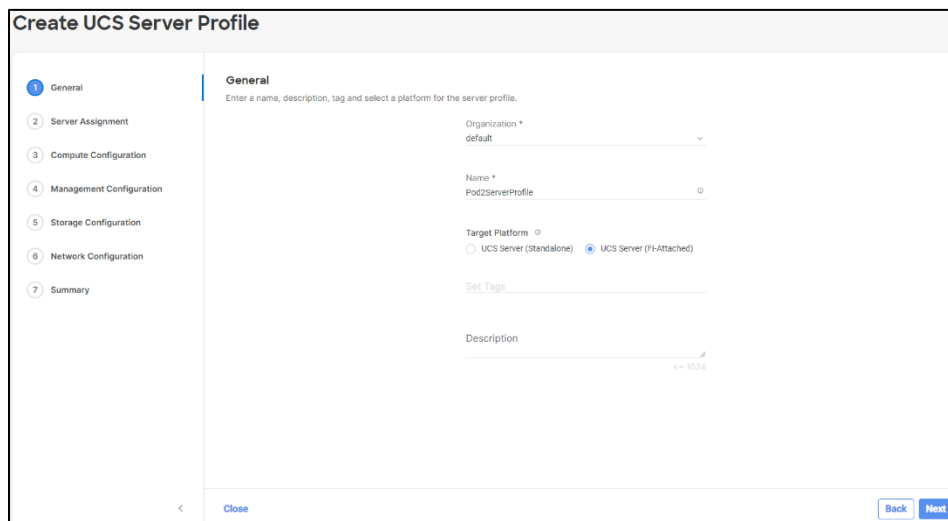 Create UCS Server Profile
1 General
2 Server Assignment
3 Compute Configuration
4 Management Configuration
5 Storage Configuration
6 Network Configuration
7 Summary
General
Enter a name, description, tag and select a platform for the server profile.
Organization *
default
Name *
Pod2ServerProfile
Target Platform
UCS Server (Standalone) UCS Server (FI-Attached)
Set Tags
Description
<= 1024
Close Back Next